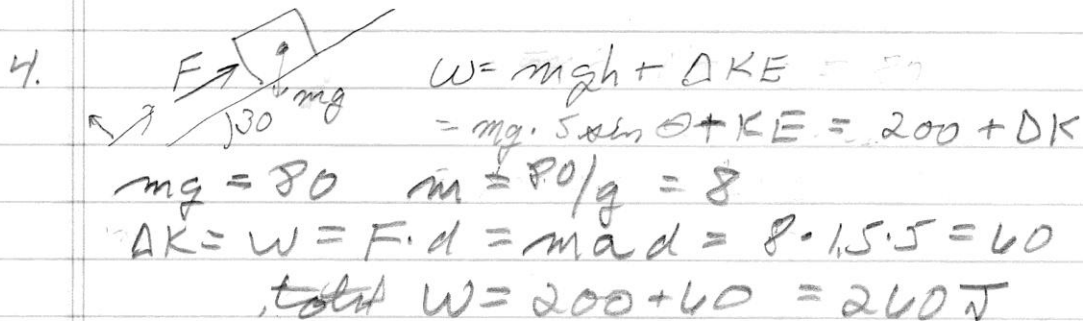 4.
F mg 30 W = mgh + ΔKE
= mg · 5 sin θ + KE = 200 + ΔK
mg = 80 m = 80/g = 8
ΔK = W = F·d = mad = 8 · 1.5 · 5 = 60
total W = 200 + 60 = 260 J